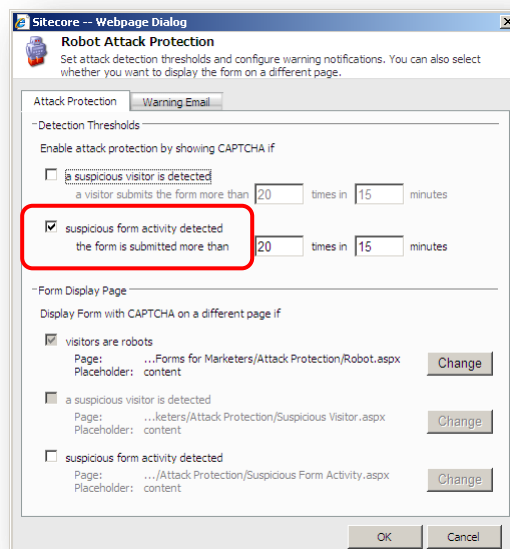 Sitecore -- Webpage Dialog
Robot Attack Protection
Set attack detection thresholds and configure warning notifications. You can also select
whether you want to display the form on a different page.
Attack Protection Warning Email
Detection Thresholds
Enable attack protection by showing CAPTCHA if
a suspicious visitor is detected
a visitor submits the form more than 20 times in 15 minutes
suspicious form activity detected
the form is submitted more than 20 times in 15 minutes
Form Display Page
Display Form with CAPTCHA on a different page if
visitors are robots
Page: ...Forms for Marketers/Attack Protection/Robot.aspx
Change
Placeholder: content
a suspicious visitor is detected
Page: ...keters/Attack Protection/Suspicious Visitor.aspx
Change
Placeholder: content
suspicious form activity detected
Page: .../Attack Protection/Suspicious Form Activity.aspx
Change
Placeholder: content
OK Cancel